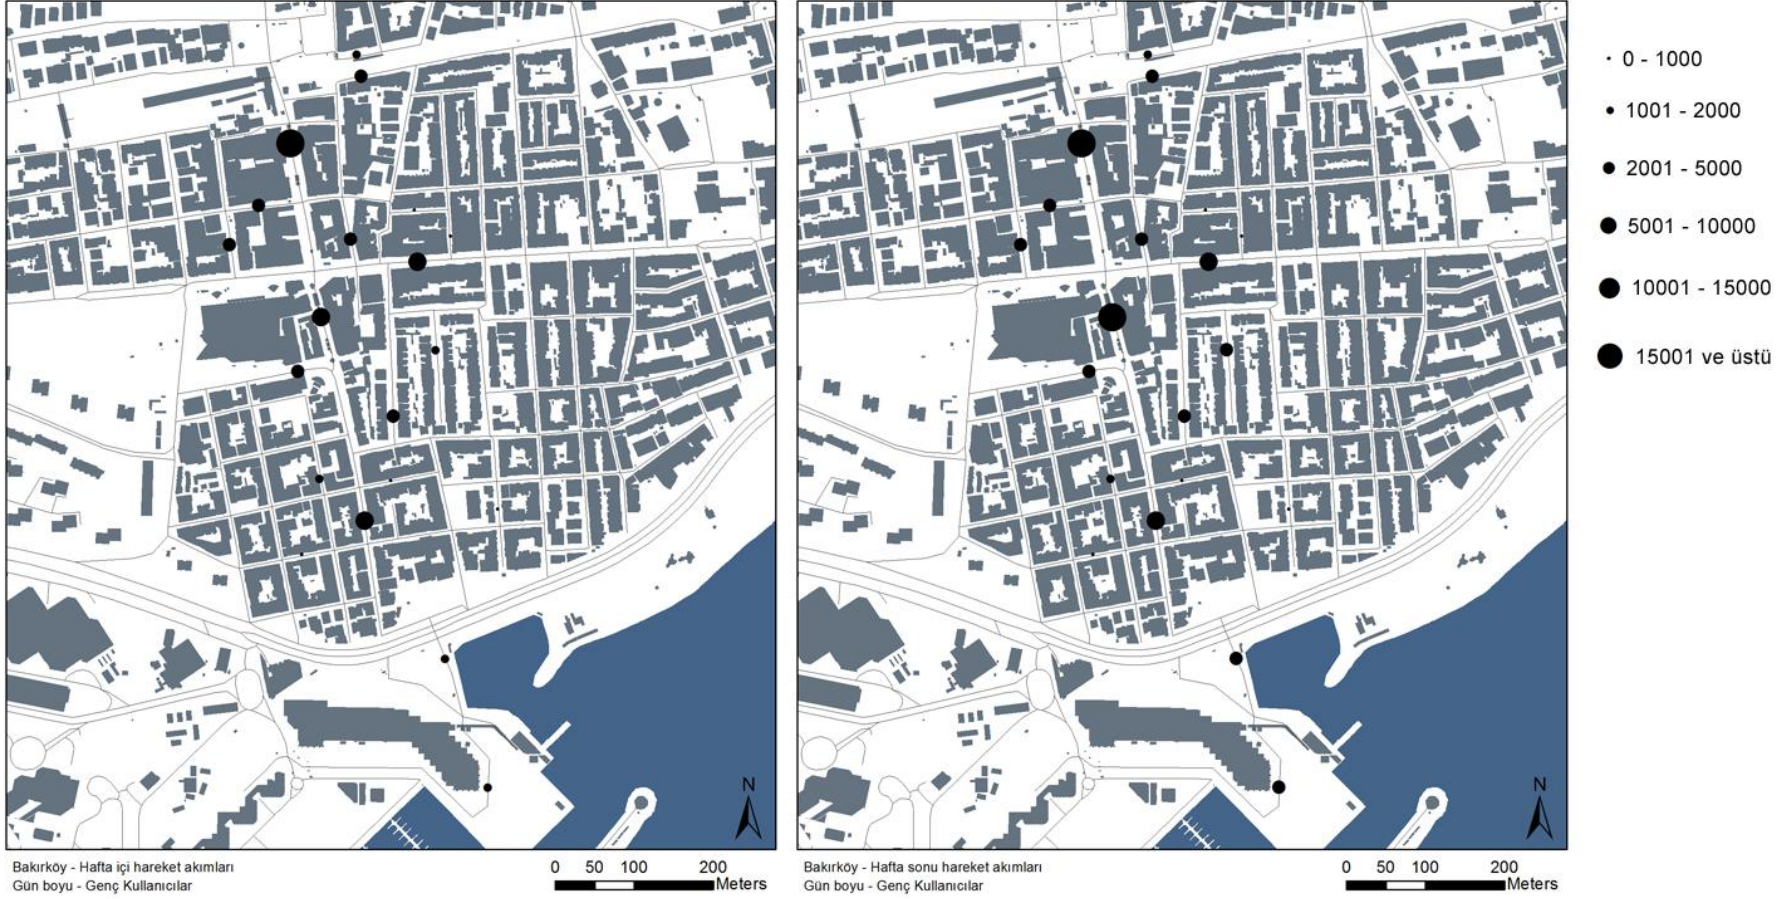 0 - 1000
1001 - 2000
2001 - 5000
5001 - 10000
10001 - 15000
15001 ve üstü
N
Bakırköy - Hafta içi hareket akımları
Gün boyu - Genç Kullanıcılar
0 50 100 200
Meters
N
Bakırköy - Hafta sonu hareket akımları
Gün boyu - Genç Kullanıcılar
0 50 100 200
Meters